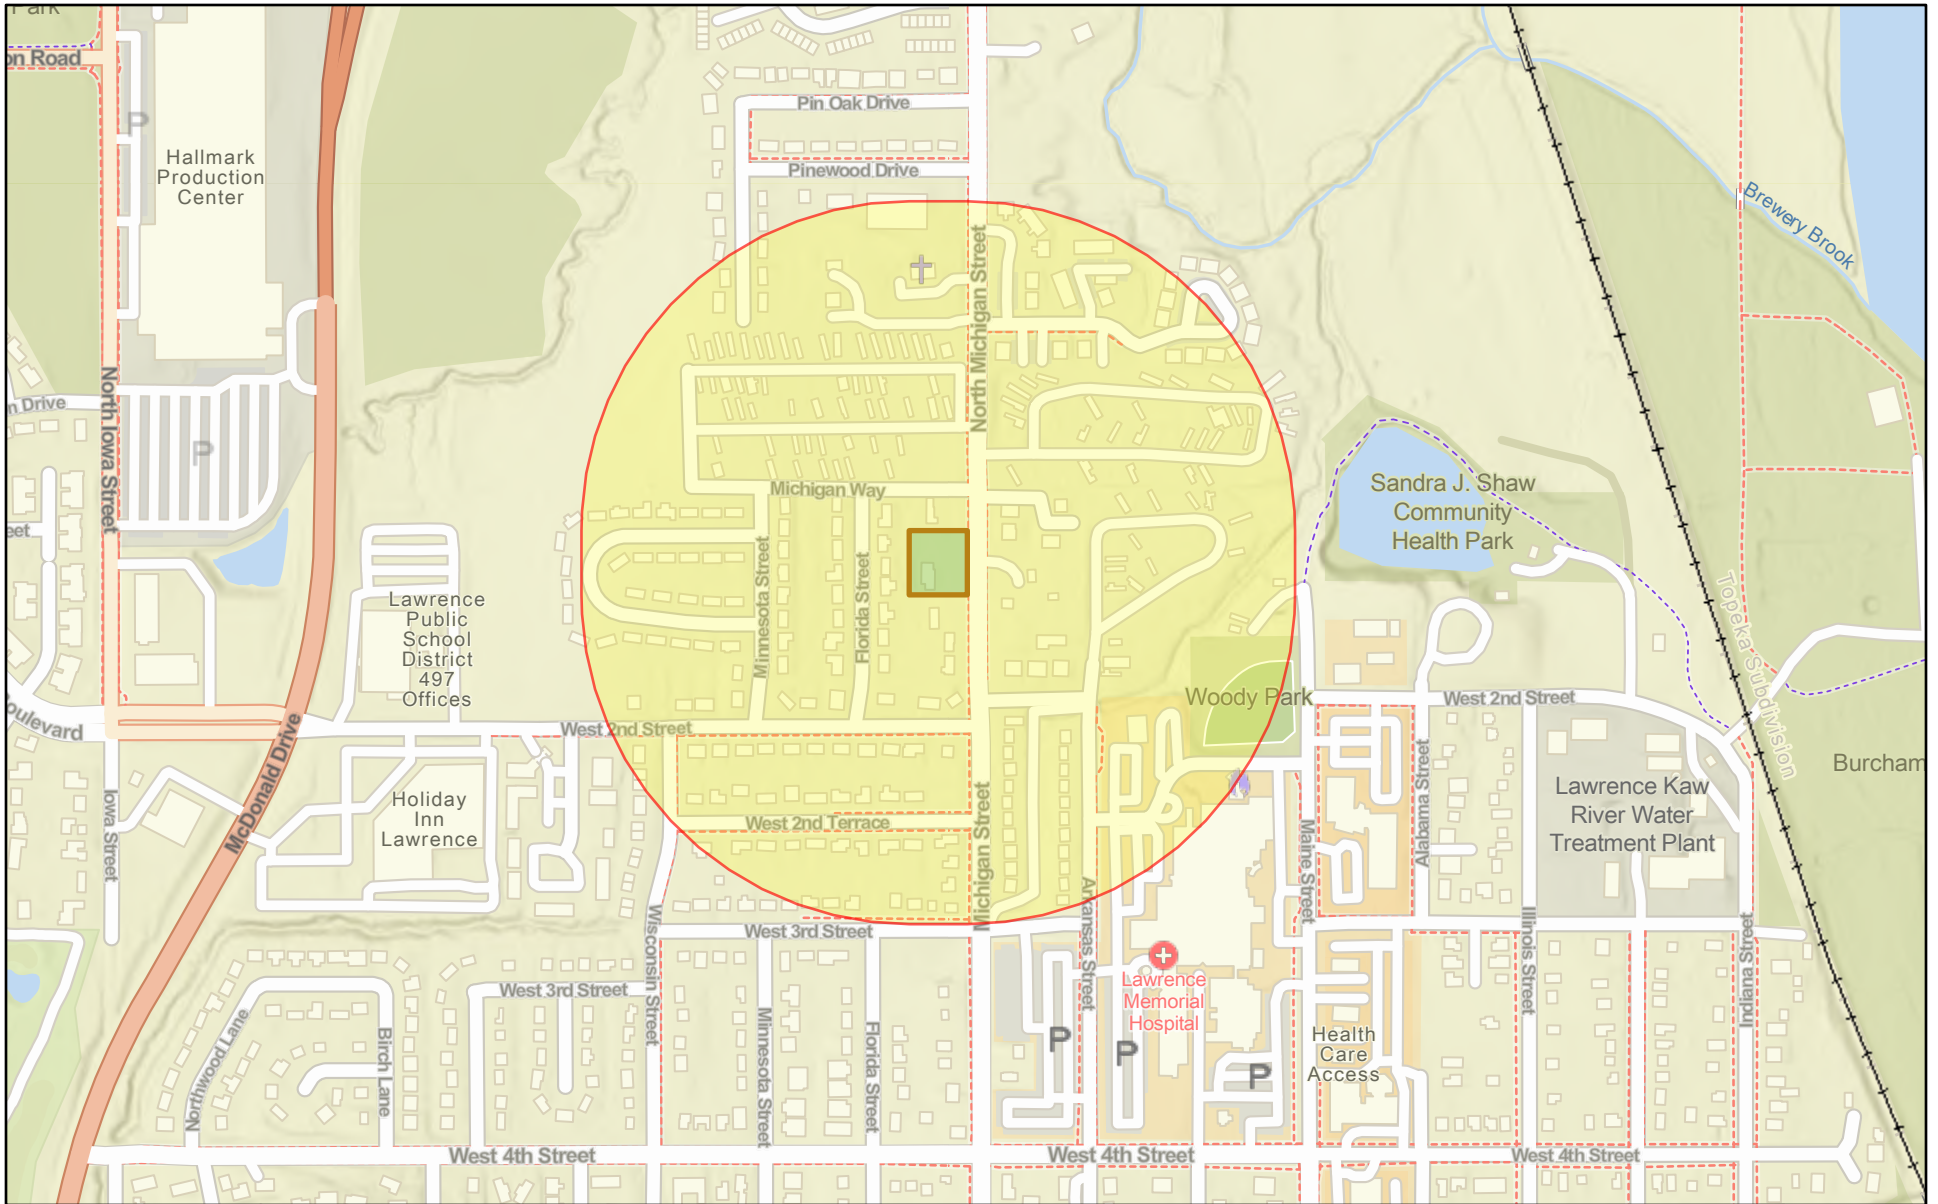 Park
on Road
Hallmark
Production
Center
P
P
Pin Oak Drive
Pinewood Drive
North Michigan Street
Brewery Brook
North Iowa Street
n Drive
eet
oulevard
Michigan Way
Minnesota Street
Florida Street
Sandra J. Shaw
Community
Health Park
Topeka Subdivision
Lawrence
Public
School
District
497
Offices
Woody Park
West 2nd Street
West 2nd Street
McDonald Drive
Iowa Street
Holiday
Inn
Lawrence
West 2nd Terrace
Michigan Street
Maine Street
Alabama Street
Lawrence Kaw
River Water
Treatment Plant
Burcham
West 3rd Street
Arkansas Street
Wisconsin Street
Illinois Street
Indiana Street
Lawrence
Memorial
Hospital
West 3rd Street
Northwood Lane
Birch Lane
Minnesota Street
Florida Street
P
P
P
Health
Care
Access
West 4th Street
West 4th Street
West 4th Street